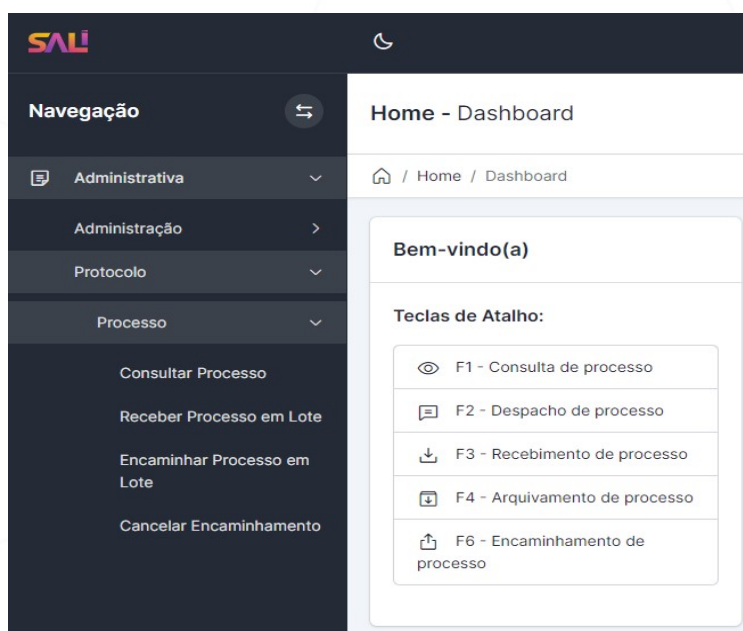 SALI
Navegação
Administrativa
Administração
Protocolo
Processo
Consultar Processo
Receber Processo em Lote
Encaminhar Processo em
Lote
Cancelar Encaminhamento
Home - Dashboard
/ Home / Dashboard
Bem-vindo(a)
Teclas de Atalho:
F1 - Consulta de processo
F2 - Despacho de processo
F3 - Recebimento de processo
F4 - Arquivamento de processo
F6 - Encaminhamento de
processo